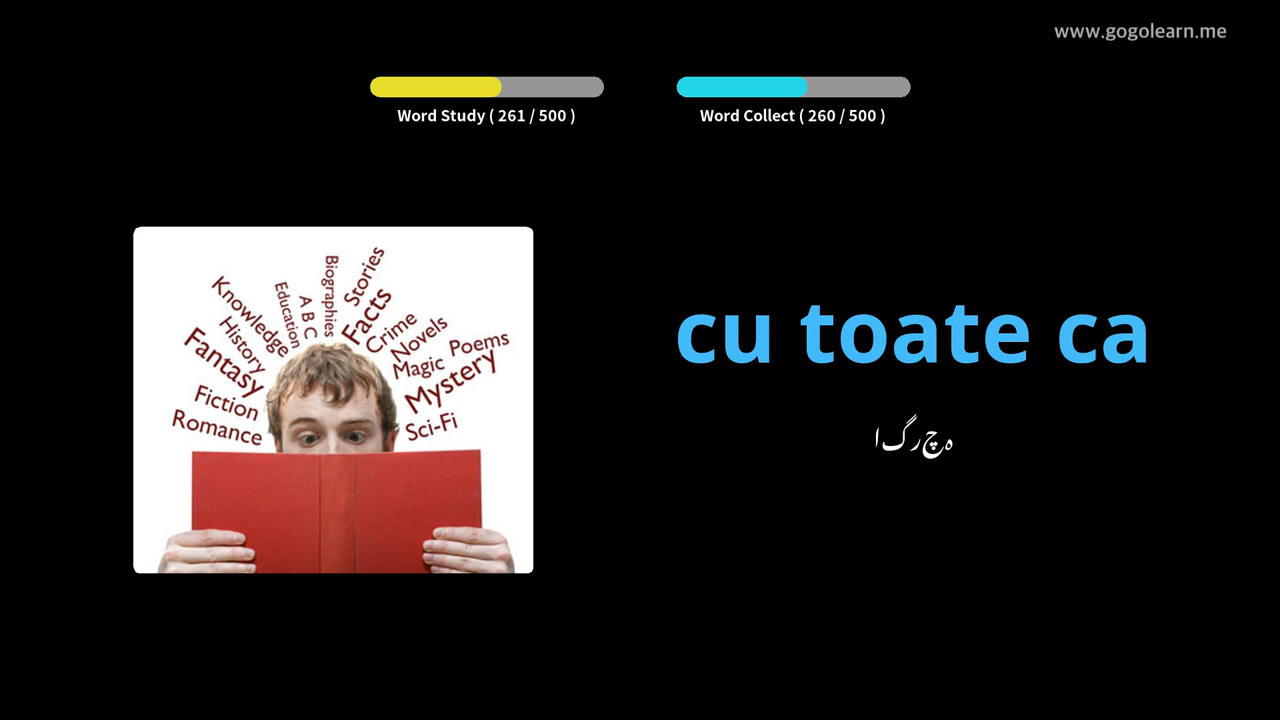 www.gogolearn.me
Word Study ( 261 / 500 )
Word Collect ( 260 / 500 )
Knowledge
History
Fantasy
Fiction
Romance
Education
A B C
Biographies
Stories
Facts
Crime
Novels
Magic
Poems
Mystery
Sci-Fi
cu toate ca
اگرچہ